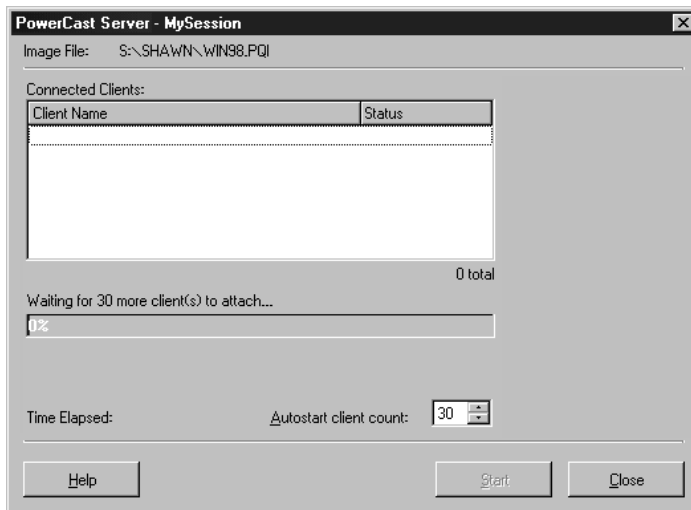 PowerCast Server - MySession
Image File: S:\SHAWN\WIN98.PQI
Connected Clients:
Client Name Status
0 total
Waiting for 30 more client(s) to attach...
0%
Time Elapsed: Autostart client count: 30
Help Start Close